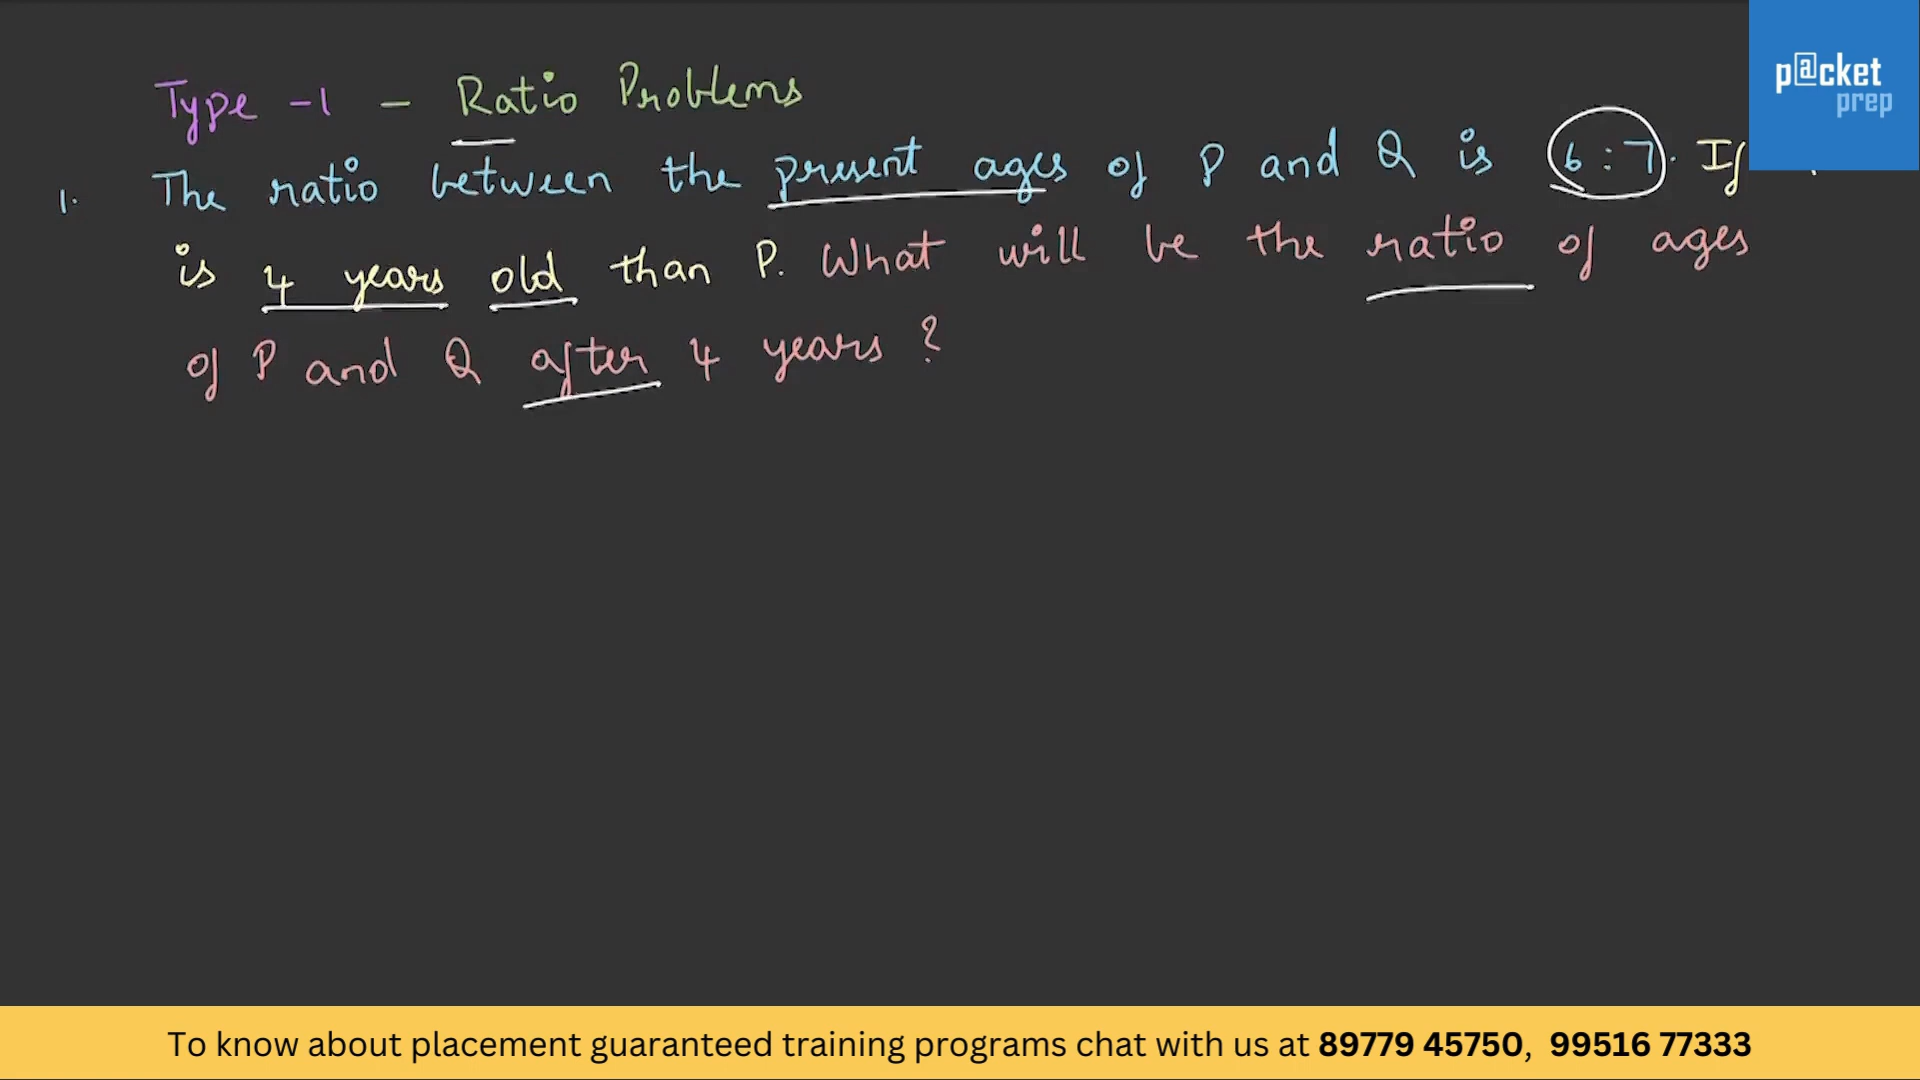 Type -1 - Ratio Problems
p@cket
prep
1. The ratio between the present ages of P and Q is 6:7. If
is 4 years old than P. What will be the ratio of ages
of P and Q after 4 years ?
To know about placement guaranteed training programs chat with us at 89779 45750, 99516 77333